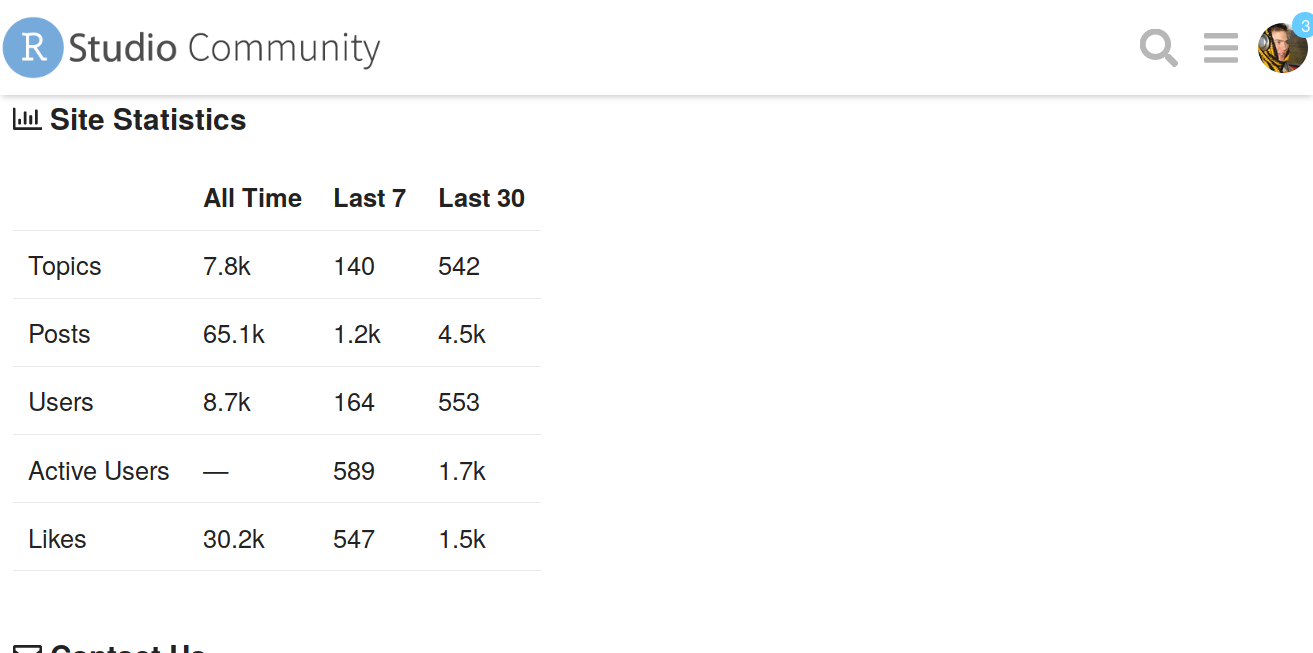 R Studio Community
3
Site Statistics
All Time Last 7 Last 30
Topics 7.8k 140 542
Posts 65.1k 1.2k 4.5k
Users 8.7k 164 553
Active Users — 589 1.7k
Likes 30.2k 547 1.5k
Contact Us